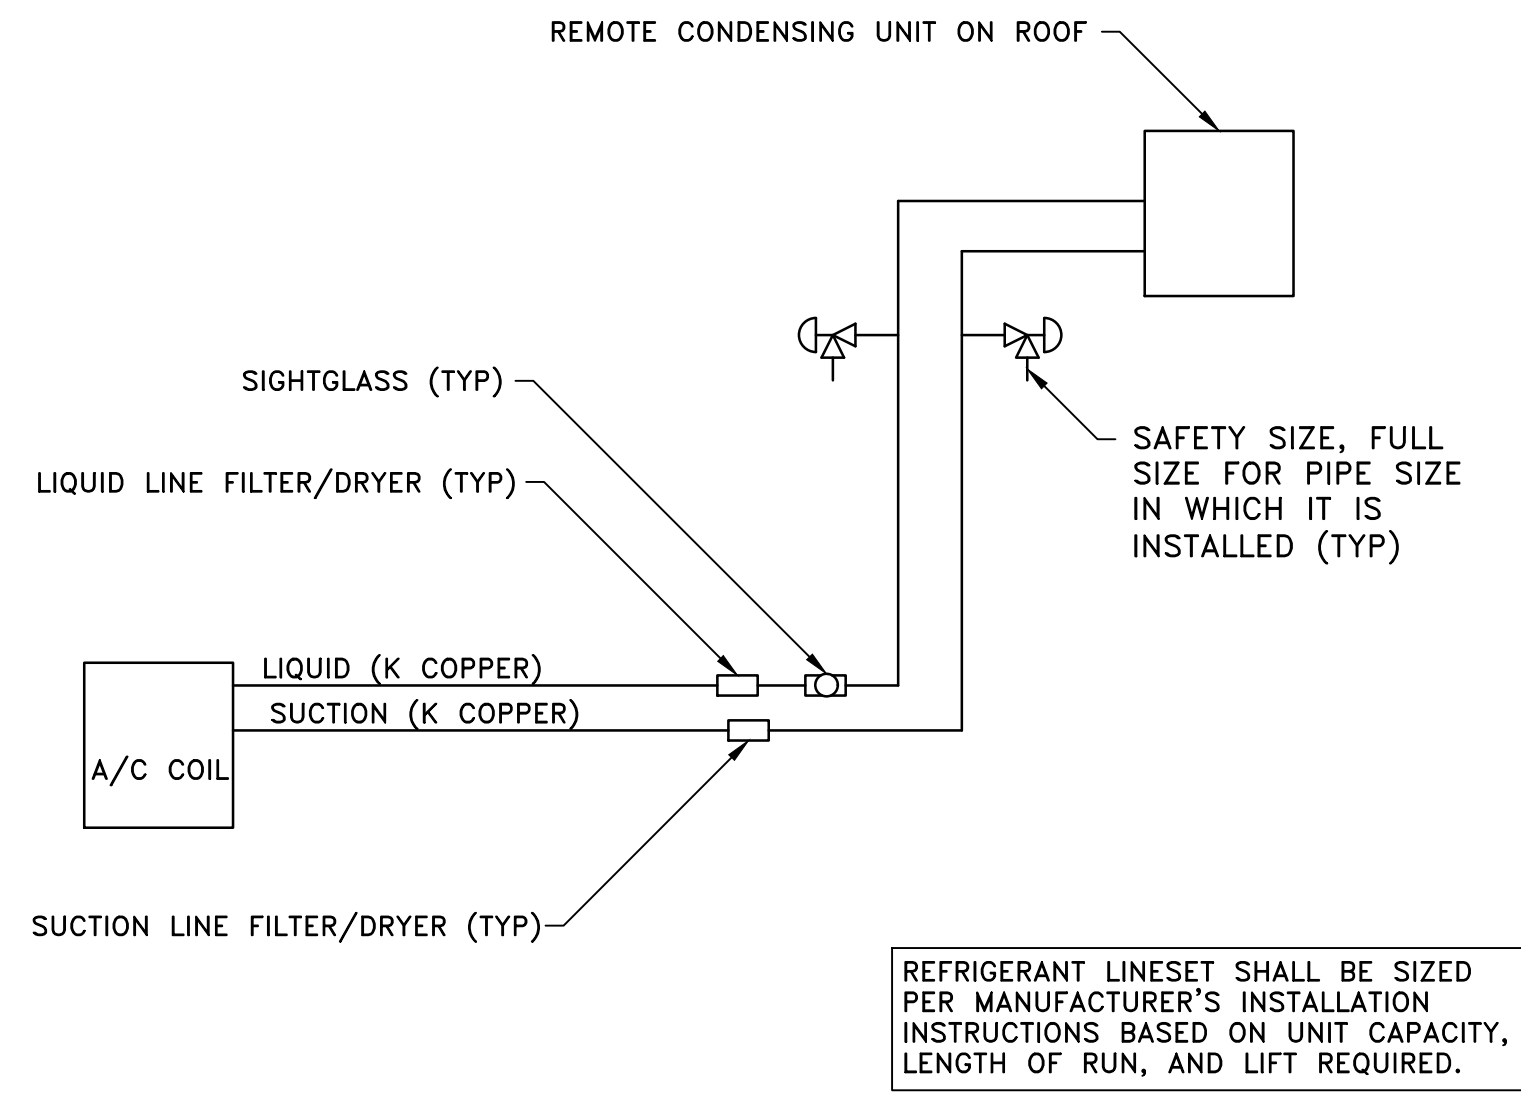 REMOTE CONDENSING UNIT ON ROOF
SIGHTGLASS (TYP)
LIQUID LINE FILTER/DRYER (TYP)
SAFETY SIZE, FULL
SIZE FOR PIPE SIZE
IN WHICH IT IS
INSTALLED (TYP)
LIQUID (K COPPER)
SUCTION (K COPPER)
A/C COIL
SUCTION LINE FILTER/DRYER (TYP)
REFRIGERANT LINESET SHALL BE SIZED
PER MANUFACTURER'S INSTALLATION
INSTRUCTIONS BASED ON UNIT CAPACITY,
LENGTH OF RUN, AND LIFT REQUIRED.